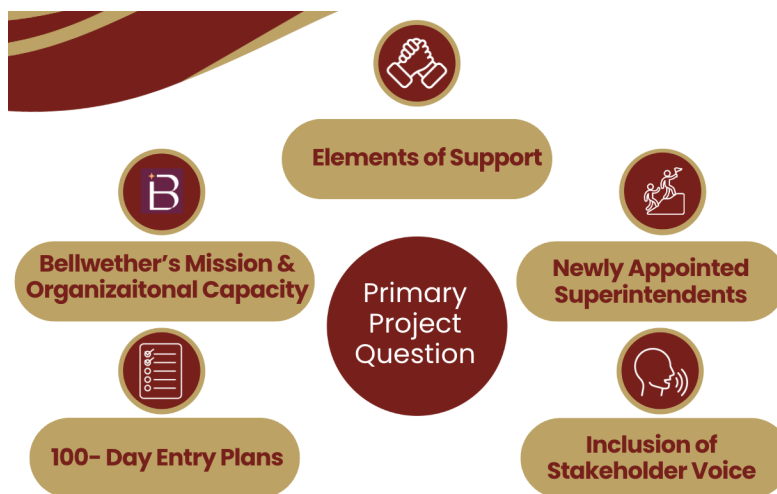 Elements of Support
B
Bellwether's Mission &
Organizaitonal Capacity
Newly Appointed
Superintendents
Primary
Project
Question
100- Day Entry Plans
Inclusion of
Stakeholder Voice